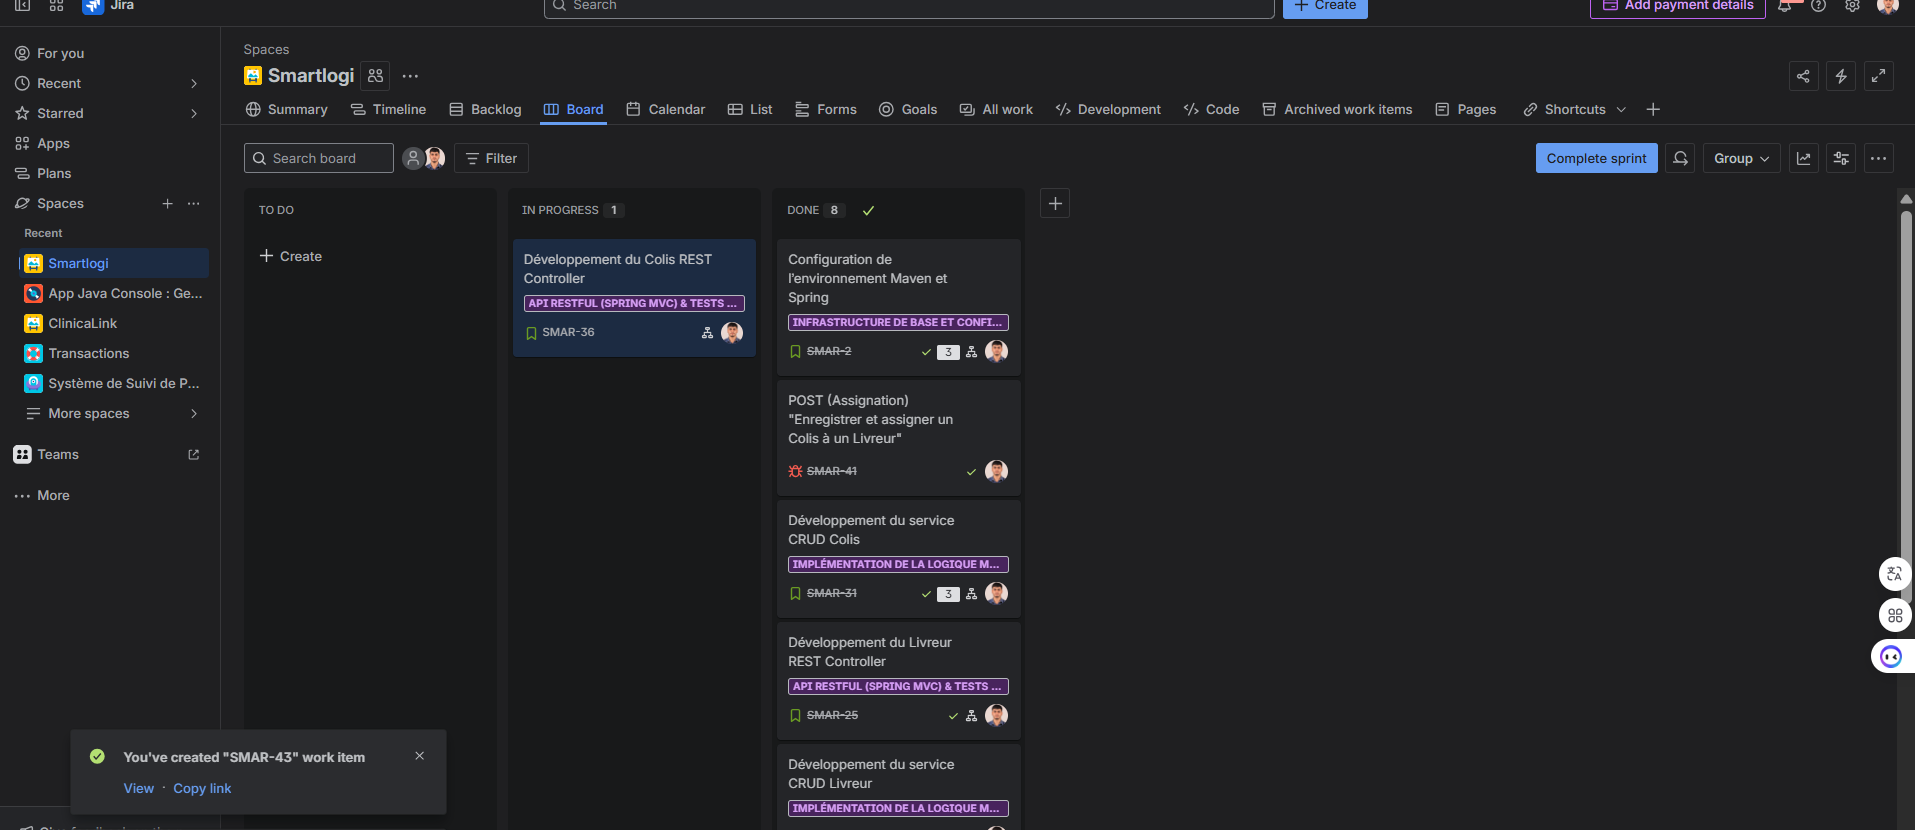 Jira
Search
Create
Add payment details
For you
Recent
Starred
Apps
Plans
Spaces
Recent
Smartlogi
App Java Console : Ge...
ClinicaLink
Transactions
Système de Suivi de P...
More spaces
Teams
More
Spaces
Smartlogi
Summary
Timeline
Backlog
Board
Calendar
List
Forms
Goals
All work
Development
Code
Archived work items
Pages
Shortcuts
Search board
Filter
Complete sprint
Group
TO DO
Create
IN PROGRESS 1
Développement du Colis REST
Controller
API RESTFUL (SPRING MVC) & TESTS ...
SMAR-36
DONE 8
Configuration de
l'environnement Maven et
Spring
INFRASTRUCTURE DE BASE ET CONFI...
SMAR-2
3
POST (Assignation)
"Enregistrer et assigner un
Colis à un Livreur"
SMAR-41
Développement du service
CRUD Colis
IMPLÉMENTATION DE LA LOGIQUE M...
SMAR-31
3
Développement du Livreur
REST Controller
API RESTFUL (SPRING MVC) & TESTS ...
SMAR-25
Développement du service
CRUD Livreur
IMPLÉMENTATION DE LA LOGIQUE M...
You've created "SMAR-43" work item
View · Copy link